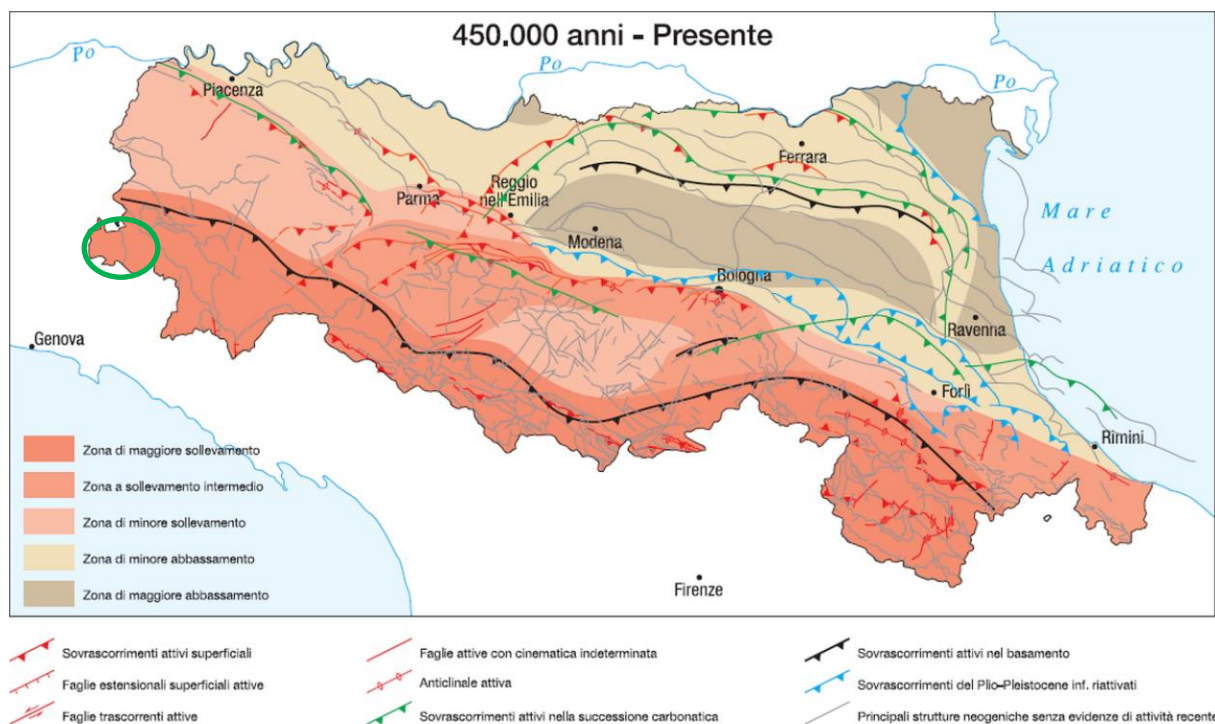 450.000 anni - Presente
Po
Po
Po
Piacenza
Parma
Reggio
nell'Emilia
Modena
Ferrara
Bologna
Mare
Adriatico
Ravenna
Genova
Forlì
Rimini
Firenze
Zona di maggiore sollevamento
Zona a sollevamento intermedio
Zona di minore sollevamento
Zona di minore abbassamento
Zona di maggiore abbassamento
Sovrascorrimenti attivi superficiali
Faglie estensionali superficiali attive
Faglie trascorrenti attive
Faglie attive con cinematica indeterminata
Anticlinale attiva
Sovrascorrimenti attivi nella successione carbonatica
Sovrascorrimenti attivi nel basamento
Sovrascorrimenti del Plio-Pleistocene inf. riattivati
Principali strutture neogeniche senza evidenze di attività recente